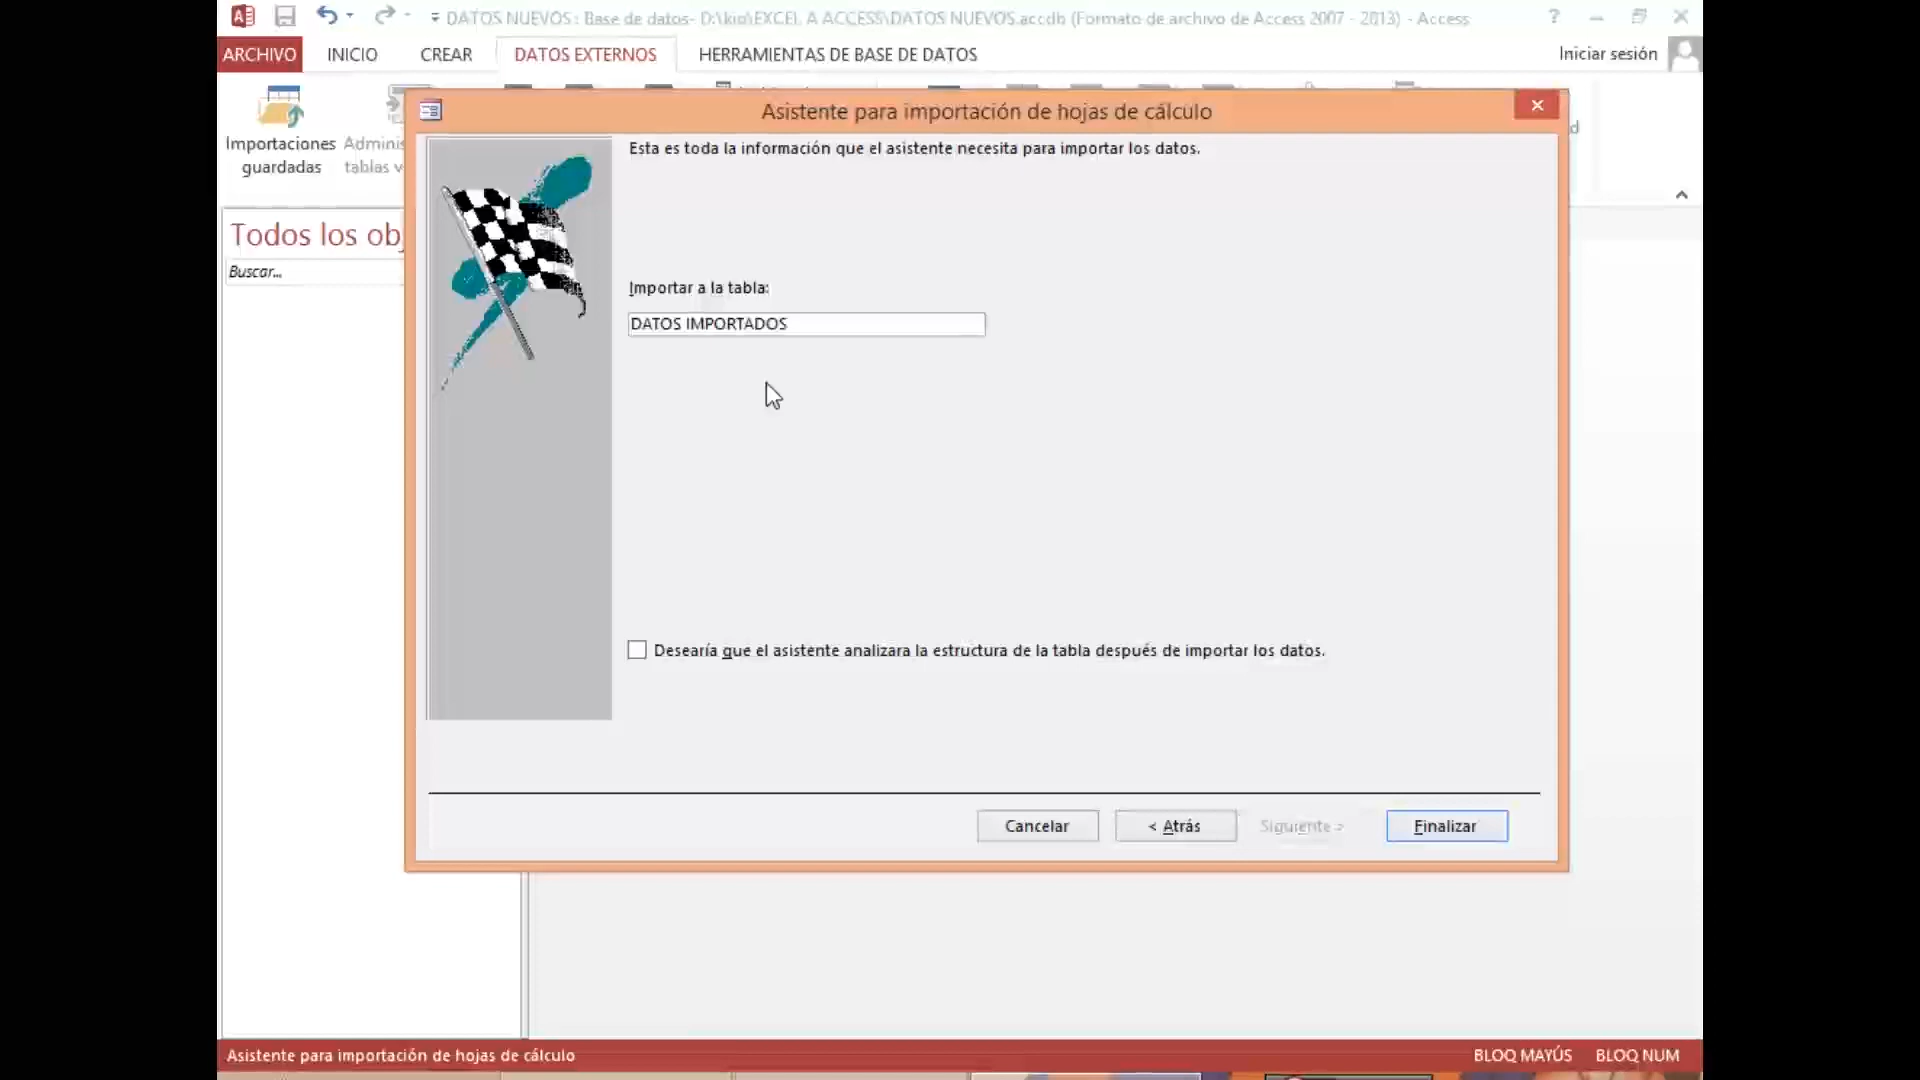 DATOS NUEVOS : Base de datos- D:\kio\EXCEL A ACCESS\DATOS NUEVOS.accdb (Formato de archivo de Access 2007 - 2013) - Access
ARCHIVO INICIO CREAR DATOS EXTERNOS HERRAMIENTAS DE BASE DE DATOS Iniciar sesión
Importaciones guardadas
Adminis
tablas v
Asistente para importación de hojas de cálculo
Esta es toda la información que el asistente necesita para importar los datos.
Todos los obj
Buscar...
Importar a la tabla:
DATOS IMPORTADOS
Desearía que el asistente analizara la estructura de la tabla después de importar los datos.
Cancelar < Atrás Siguiente > Finalizar
Asistente para importación de hojas de cálculo BLOQ MAYÚS BLOQ NUM